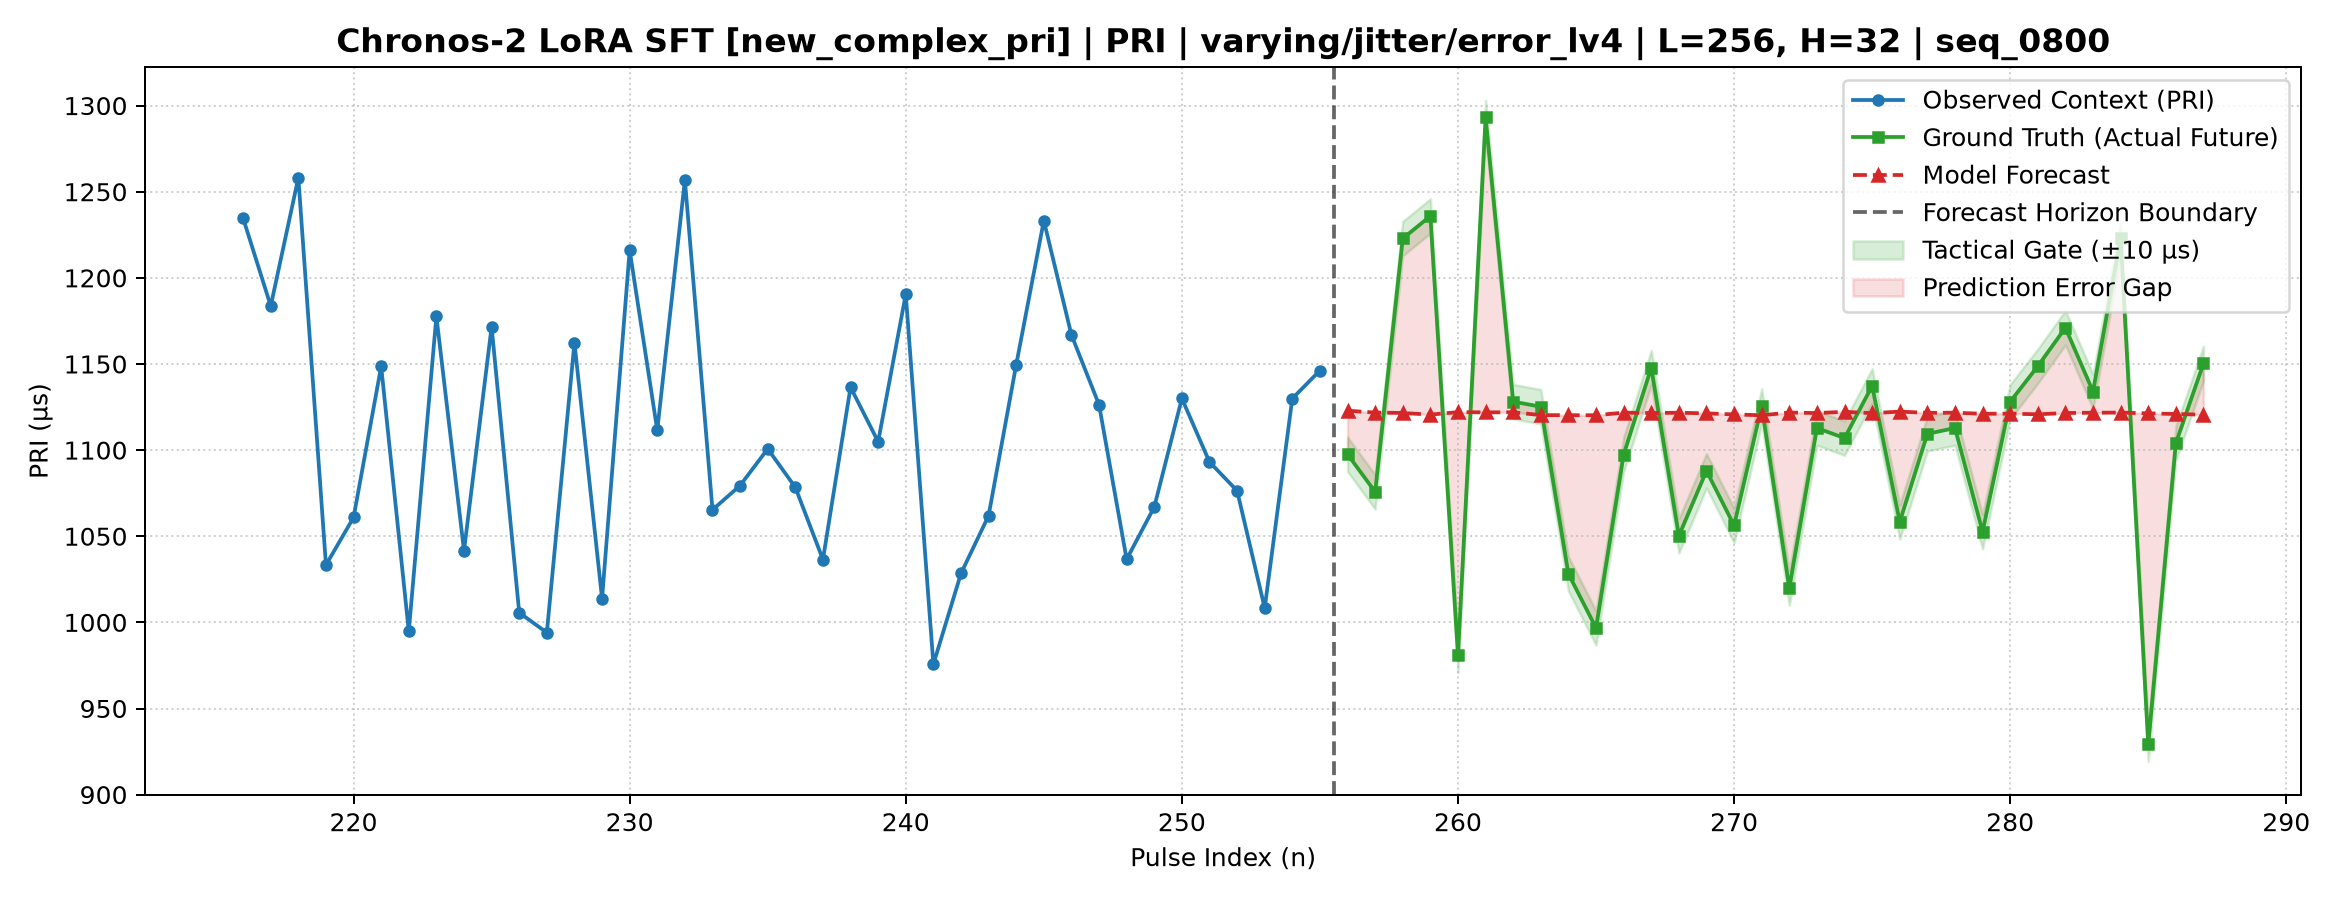 Chronos-2 LoRA SFT [new_complex_pri] | PRI | varying/jitter/error_lv4 | L=256, H=32 | seq_0800
PRI (µs)
1300
1250
1200
1150
1100
1050
1000
950
900
Observed Context (PRI)
Ground Truth (Actual Future)
Model Forecast
Forecast Horizon Boundary
Tactical Gate (±10 µs)
Prediction Error Gap
220 230 240 250 260 270 280 290
Pulse Index (n)